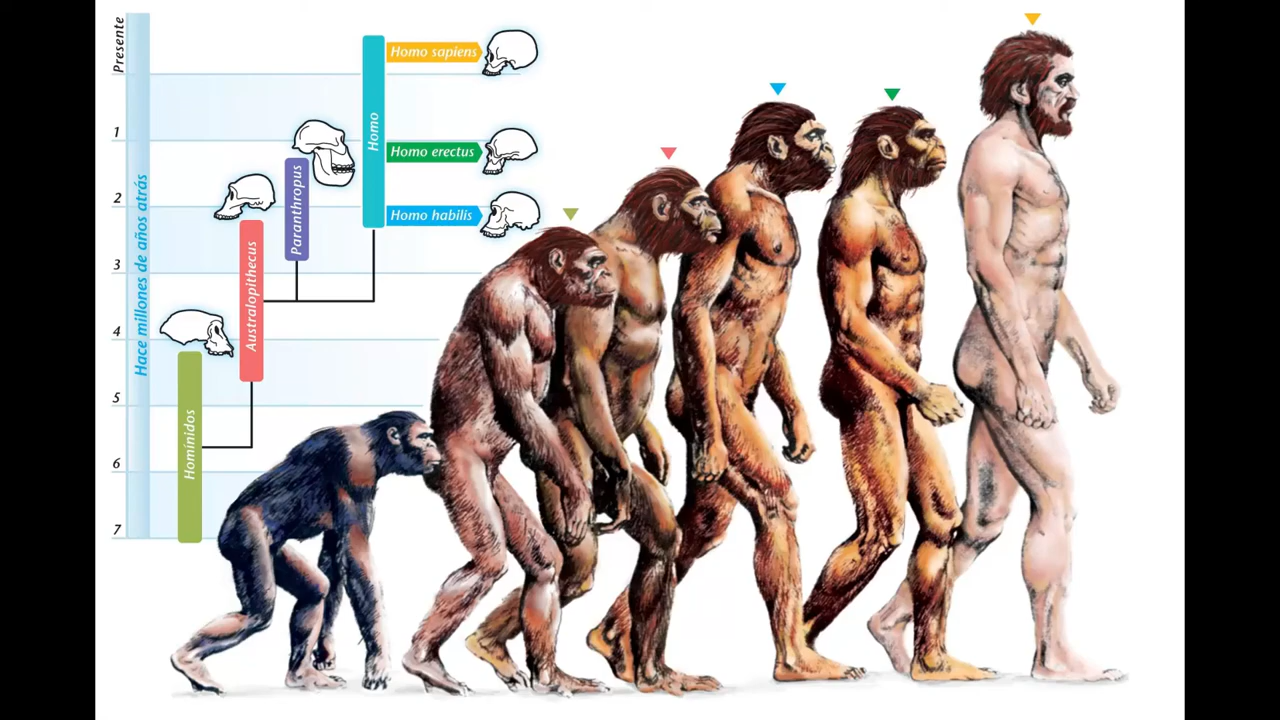 Presente
1
2
3
4
5
6
7
Hace millones de años atrás
Homínidos
Australopithecus
Paranthropus
Homo
Homo sapiens
Homo erectus
Homo habilis